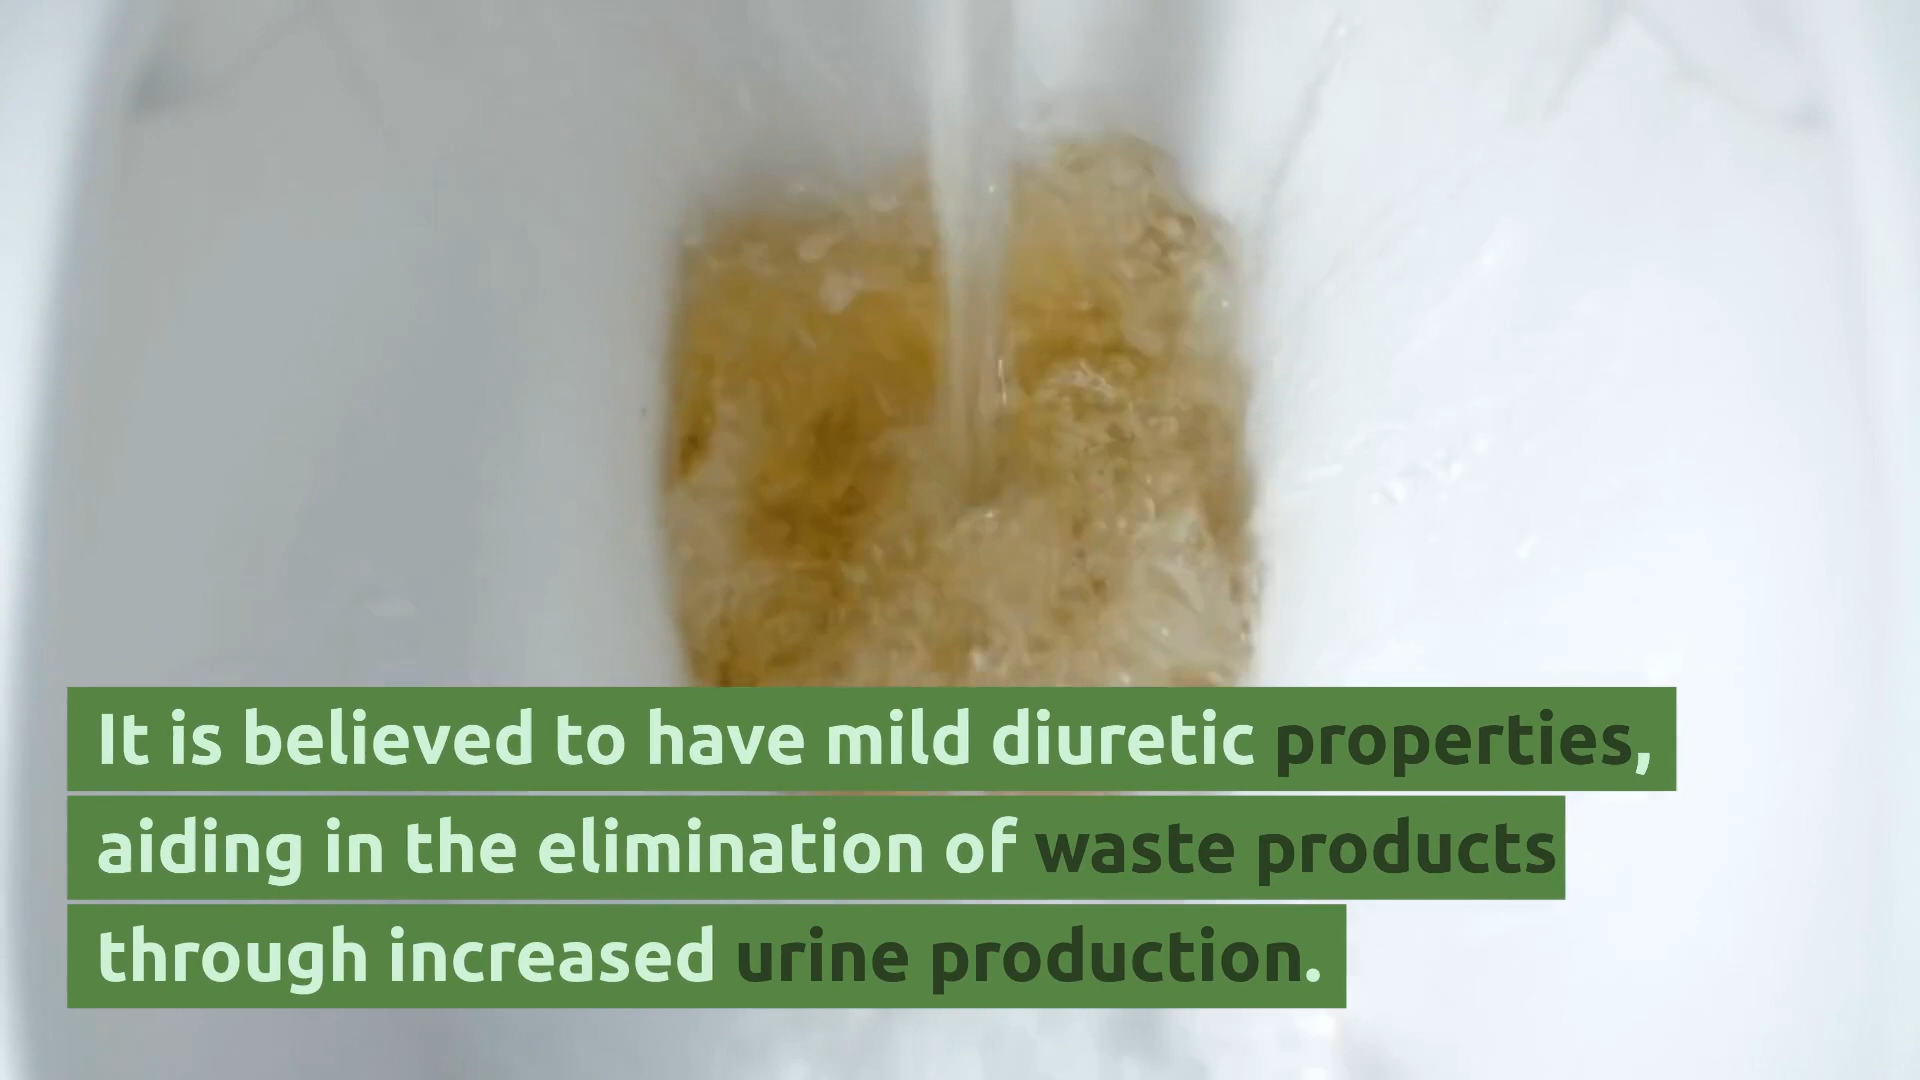 It is believed to have mild diuretic properties,
aiding in the elimination of waste products
through increased urine production.